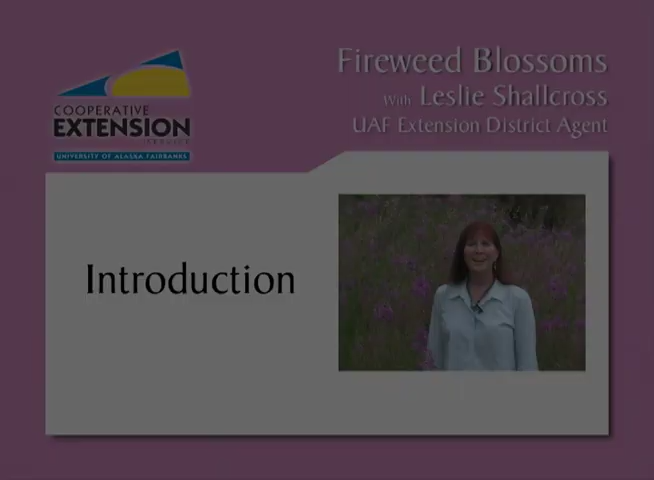 COOPERATIVE
EXTENSION
SERVICE
UNIVERSITY OF ALASKA FAIRBANKS
Fireweed Blossoms
With Leslie Shallcross
UAF Extension District Agent
Introduction